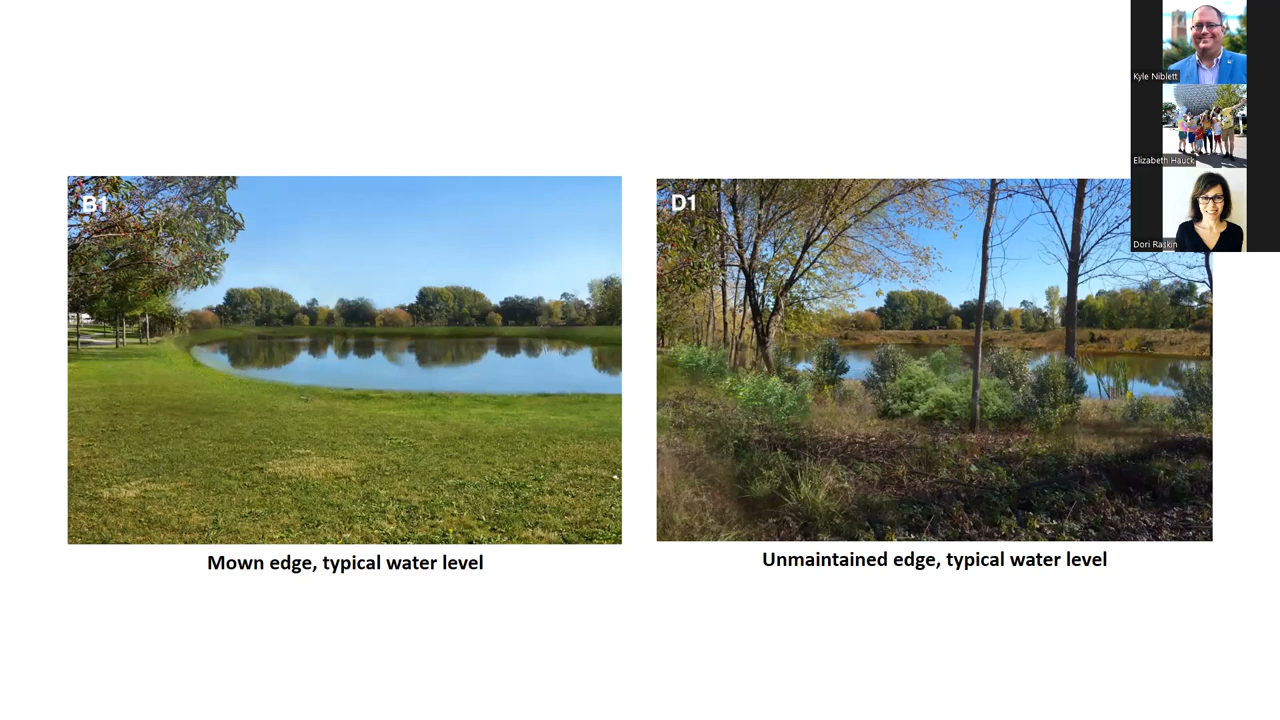 B1
D1
Kyle Niblett
Elizabeth Hauck
Dori Raskin
Mown edge, typical water level
Unmaintained edge, typical water level